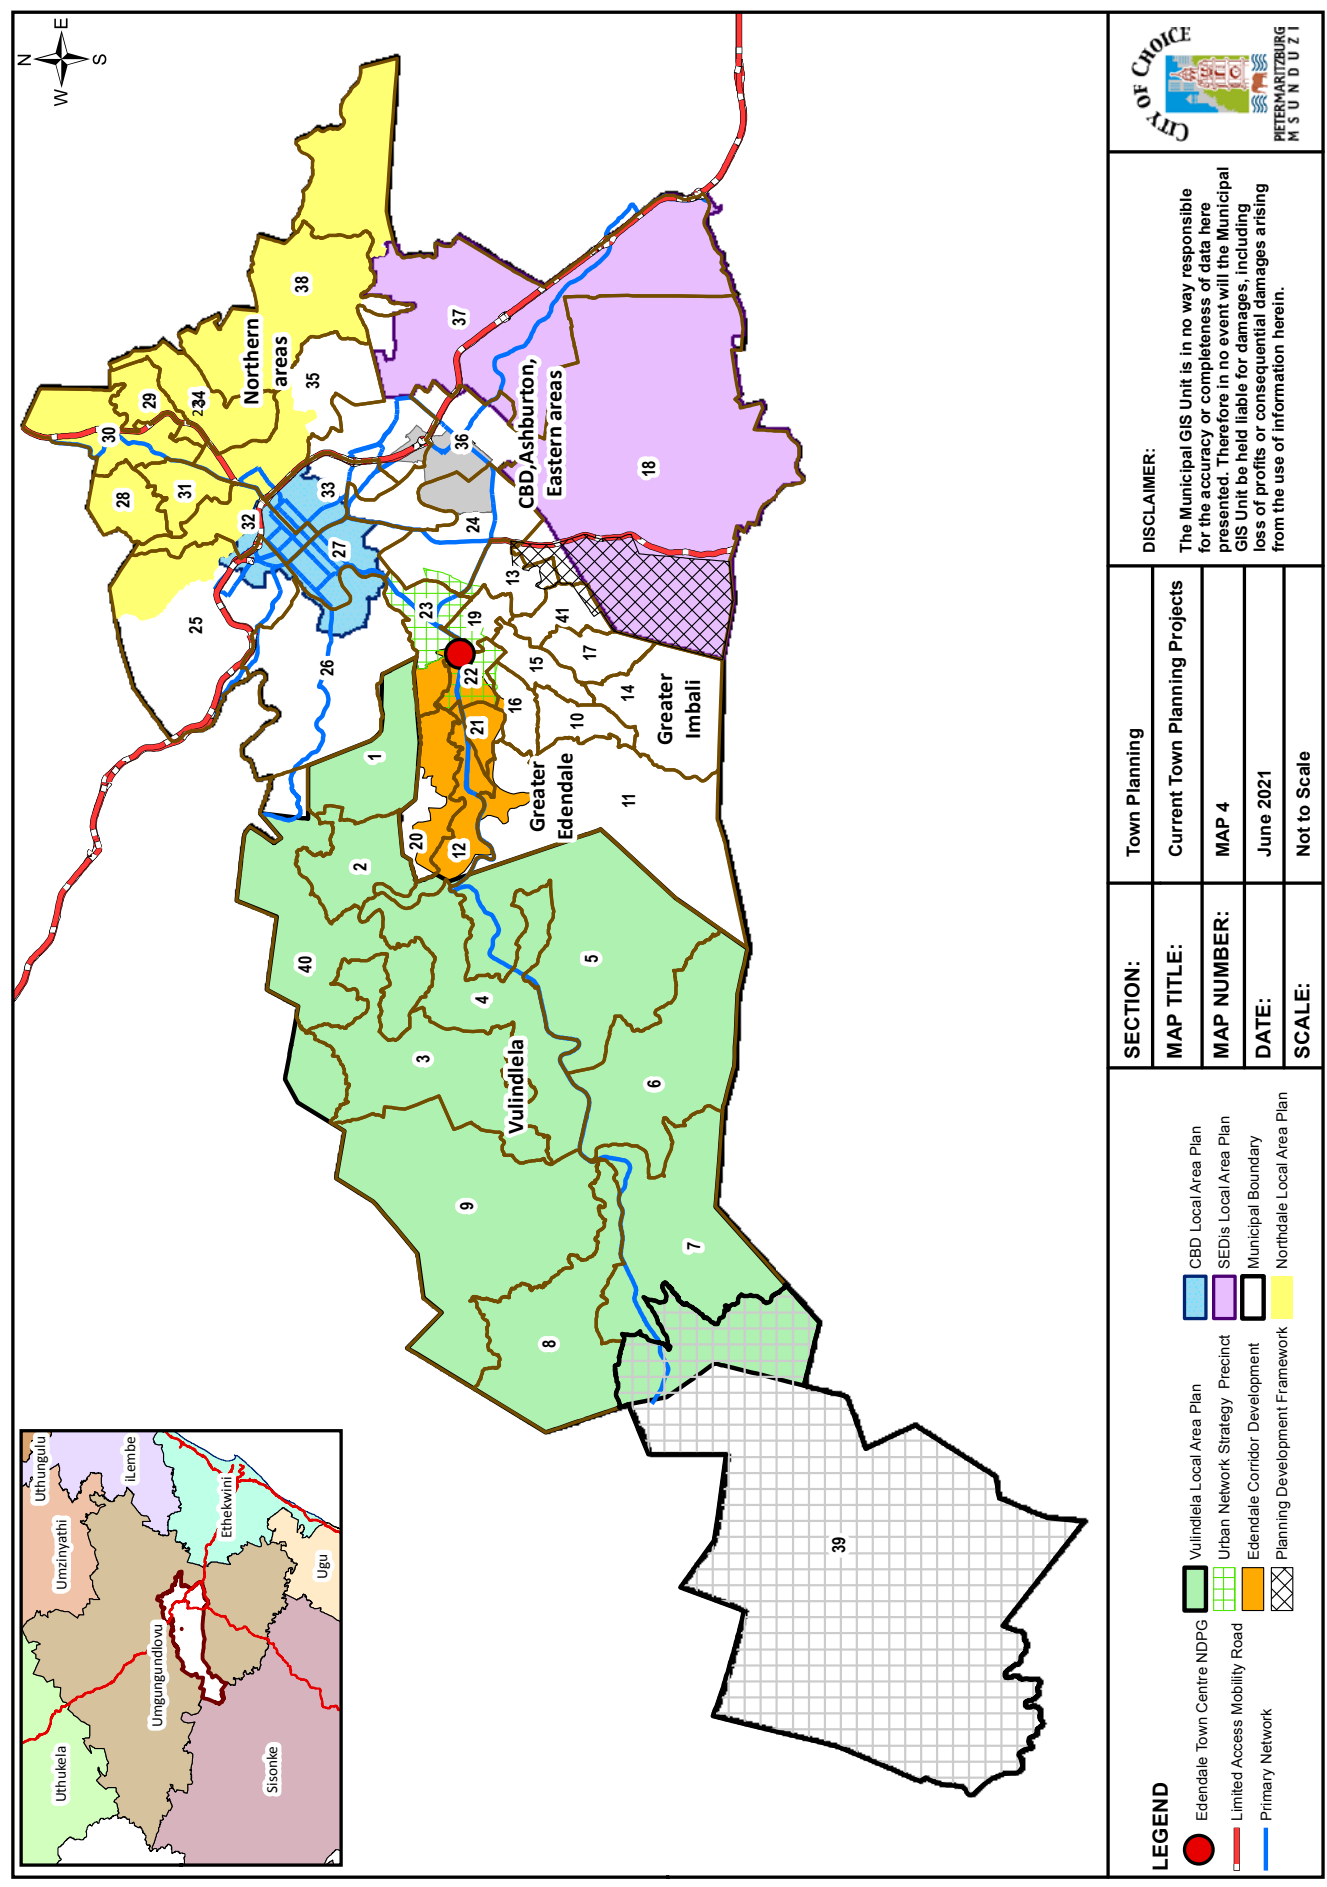 N
E
S
W
Uthungulu
iLembe
Umzinyathi
Ethekwini
Ugu
Umgungundlovu
Uthukela
Sisonke
Northern
areas
CBD,Ashburton,
Eastern areas
Greater
Imbali
Greater
Edendale
Vulindlela
1
2
3
4
5
6
7
8
9
10
11
12
13
14
15
16
17
18
19
20
21
22
23
24
25
26
27
28
29
30
31
32
33
34
35
36
37
38
39
40
41
LEGEND
Edendale Town Centre NDPG
Limited Access Mobility Road
Primary Network
Vulindlela Local Area Plan
Urban Network Strategy Precinct
Edendale Corridor Development
Planning Development Framework
CBD Local Area Plan
SEDis Local Area Plan
Municipal Boundary
Northdale Local Area Plan
SECTION: Town Planning
MAP TITLE: Current Town Planning Projects
MAP NUMBER: MAP 4
DATE: June 2021
SCALE: Not to Scale
DISCLAIMER:
The Municipal GIS Unit is in no way responsible
for the accuracy or completeness of data here
presented. Therefore in no event will the Municipal
GIS Unit be held liable for damages, including
loss of profits or consequential damages arising
from the use of information herein.
CITY OF CHOICE
PIETERMARITZBURG
MSUNDUZI